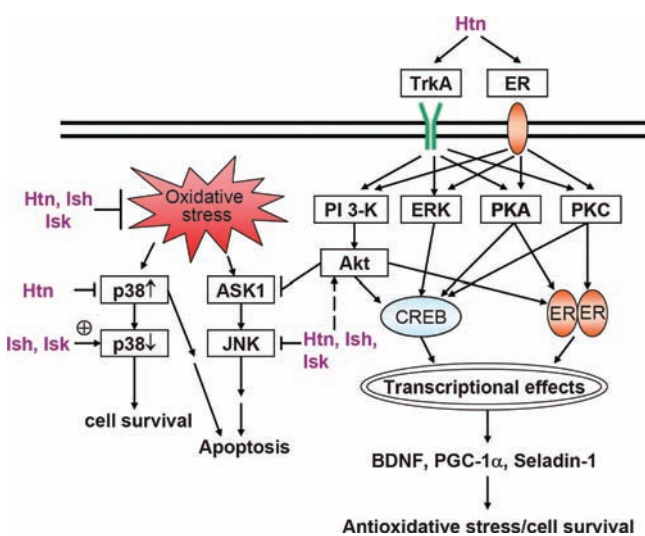 Htn
TrkA
ER
Htn, Ish
Isk
Oxidative
stress
PI 3-K
ERK
PKA
PKC
Akt
Htn
p38↑
ASK1
CREB
ER
ER
⊕
Ish, Isk
p38↓
JNK
Htn, Ish,
Isk
Transcriptional effects
cell survival
Apoptosis
BDNF, PGC-1α, Seladin-1
Antioxidative stress/cell survival